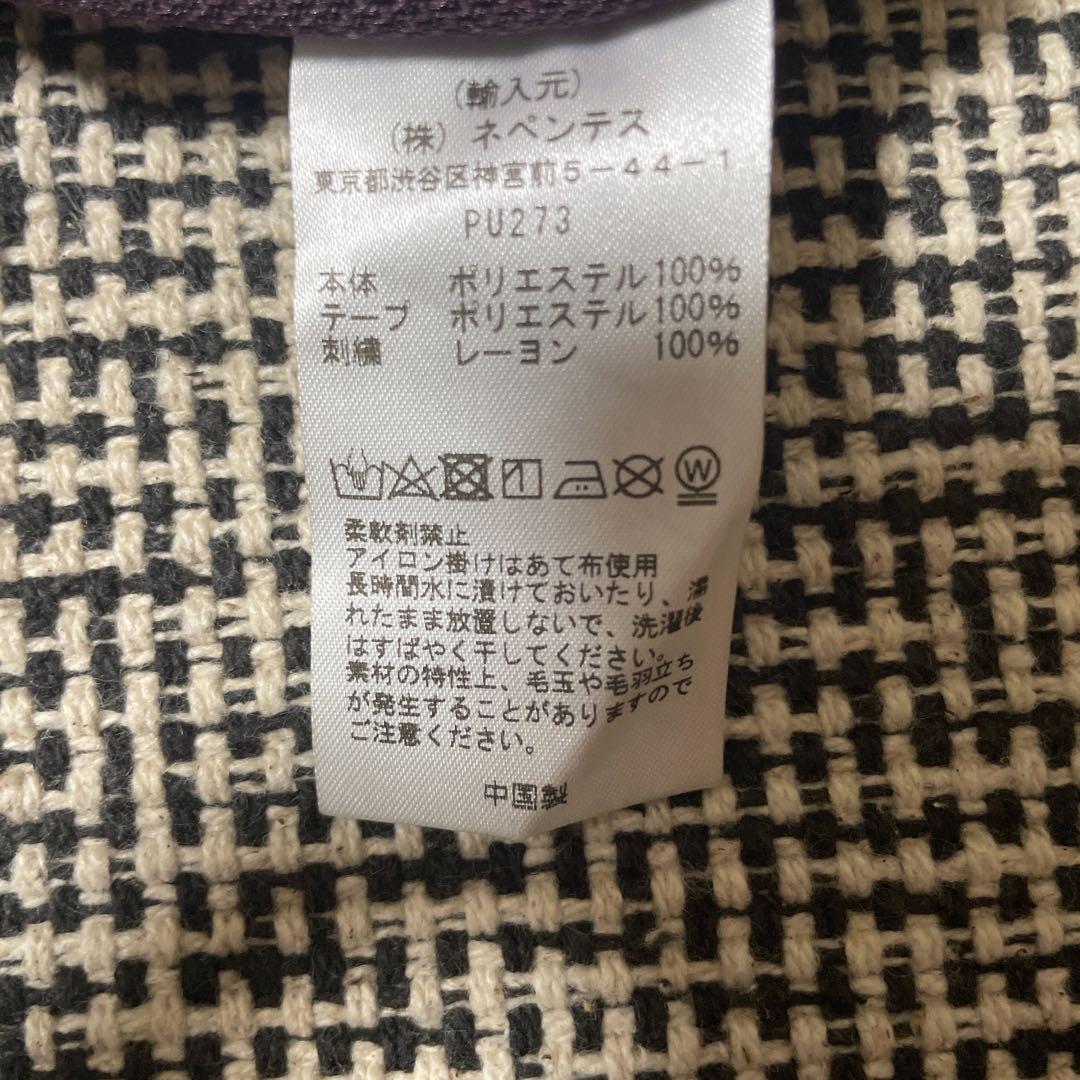 (輸入元)
(株) ネペンテス
東京都渋谷区神宮前5-44-1
PU273
本体 ポリエステル100%
テープ ポリエステル100%
刺繍 レーヨン 100%
W
柔軟剤禁止
アイロン掛けはあて布使用
長時間水に漬けておいたり、濡
れたまま放置しないで、洗濯後
はすばやく干してください。
素材の特性上、毛玉や毛羽立ち
が発生することがありますので
ご注意ください。
中国製